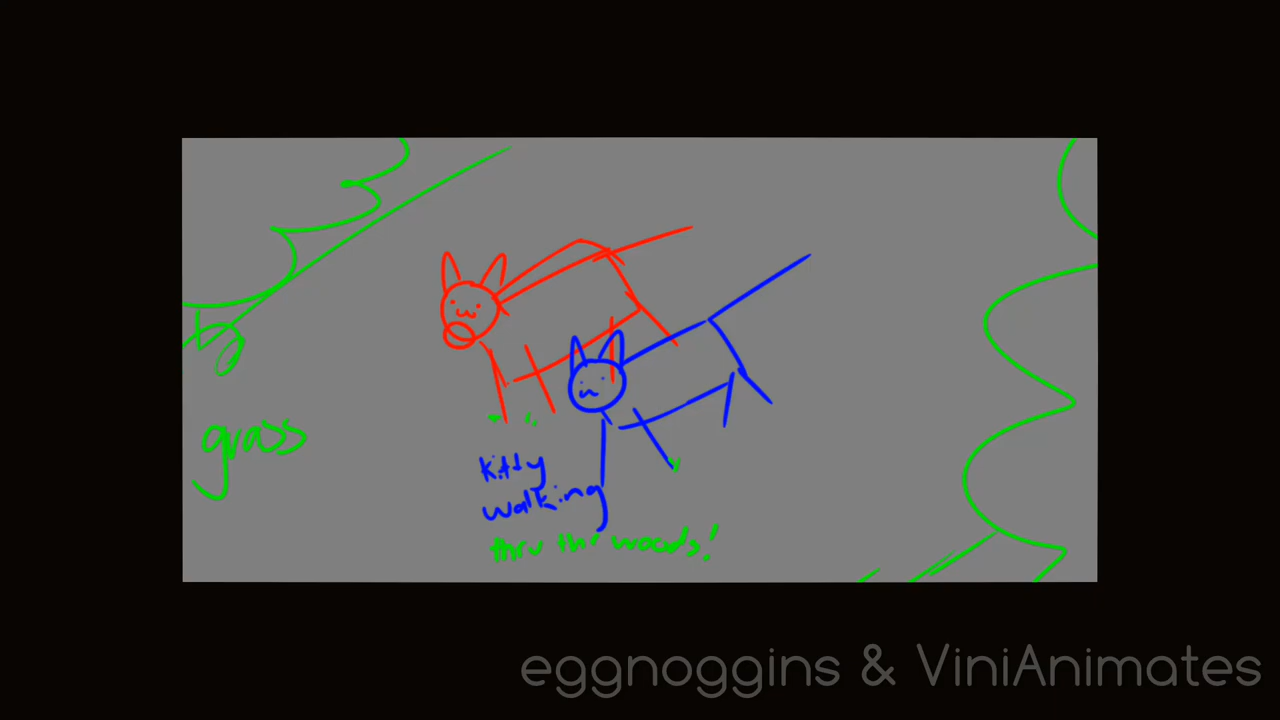 grass
kitty
walking
thru the woods!
eggnoggins & ViniAnimates